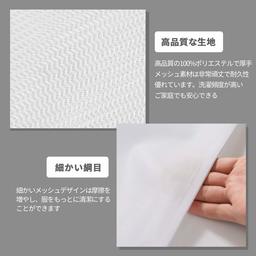 高品質な生地
高品質の100%ポリエステルで厚手
メッシュ素材は非常頑丈で耐久性
優れています。洗濯頻度が高い
ご家庭でも安心できる
細かい網目
細かいメッシュデザインは摩擦を
増やし、服をもっとに清潔にする
ことができます